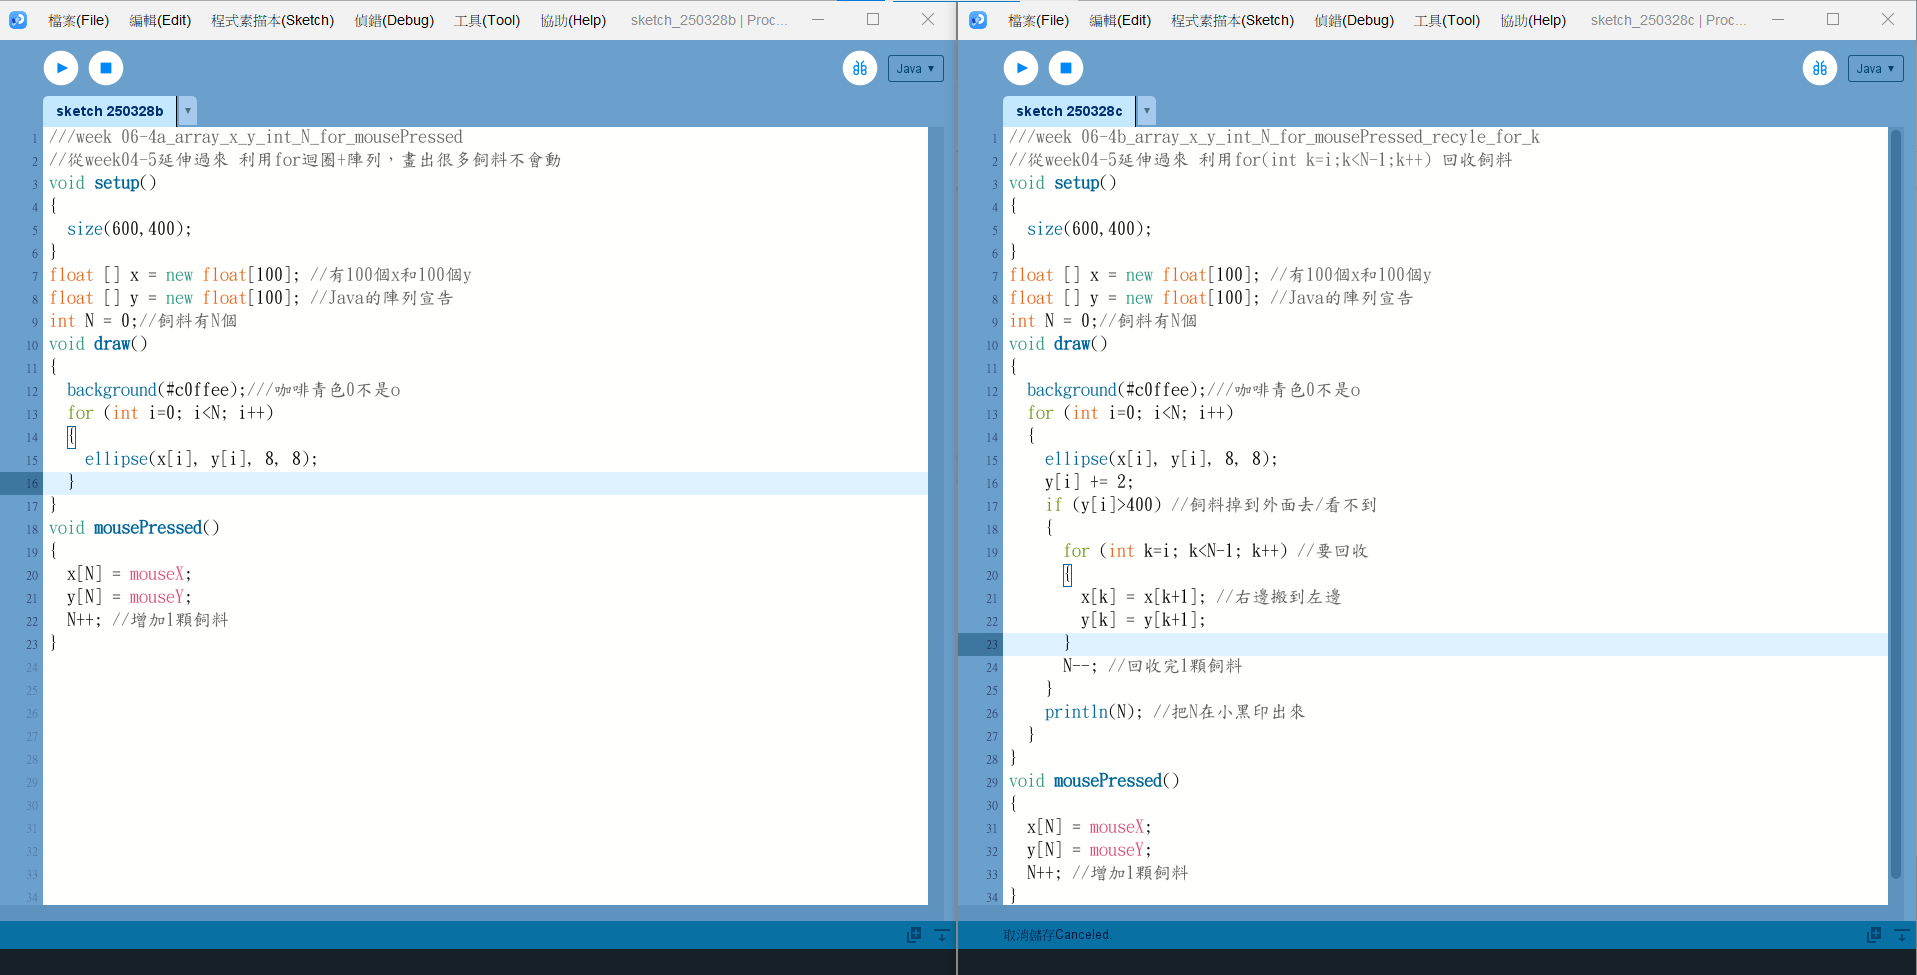 檔案(File) 編輯(Edit) 程式素描本(Sketch) 偵錯(Debug) 工具(Tool) 協助(Help) sketch_250328b | Proc...
Java ▾
sketch 250328b ▾
1 ///week 06-4a_array_x_y_int_N_for_mousePressed
2 //從week04-5延伸過來 利用for迴圈+陣列，畫出很多飼料不會動
3 void setup()
4 {
5 size(600,400);
6 }
7 float [] x = new float[100]; //有100個x和100個y
8 float [] y = new float[100]; //Java的陣列宣告
9 int N = 0;//飼料有N個
10 void draw()
11 {
12 background(#c0ffee);///咖啡青色0不是o
13 for (int i=0; i<N; i++)
14 {
15 ellipse(x[i], y[i], 8, 8);
16 }
17 }
18 void mousePressed()
19 {
20 x[N] = mouseX;
21 y[N] = mouseY;
22 N++; //增加1顆飼料
23 }
24
25
26
27
28
29
30
31
32
33
34
檔案(File) 編輯(Edit) 程式素描本(Sketch) 偵錯(Debug) 工具(Tool) 協助(Help) sketch_250328c | Proc...
Java ▾
sketch 250328c ▾
1 ///week 06-4b_array_x_y_int_N_for_mousePressed_recyle_for_k
2 //從week04-5延伸過來 利用for(int k=i;k<N-1;k++) 回收飼料
3 void setup()
4 {
5 size(600,400);
6 }
7 float [] x = new float[100]; //有100個x和100個y
8 float [] y = new float[100]; //Java的陣列宣告
9 int N = 0;//飼料有N個
10 void draw()
11 {
12 background(#c0ffee);///咖啡青色0不是o
13 for (int i=0; i<N; i++)
14 {
15 ellipse(x[i], y[i], 8, 8);
16 y[i] += 2;
17 if (y[i]>400) //飼料掉到外面去/看不到
18 {
19 for (int k=i; k<N-1; k++) //要回收
20 {
21 x[k] = x[k+1]; //右邊搬到左邊
22 y[k] = y[k+1];
23 }
24 N--; //回收完1顆飼料
25 }
26 println(N); //把N在小黑印出來
27 }
28 }
29 void mousePressed()
30 {
31 x[N] = mouseX;
32 y[N] = mouseY;
33 N++; //增加1顆飼料
34 }
取消儲存Canceled.